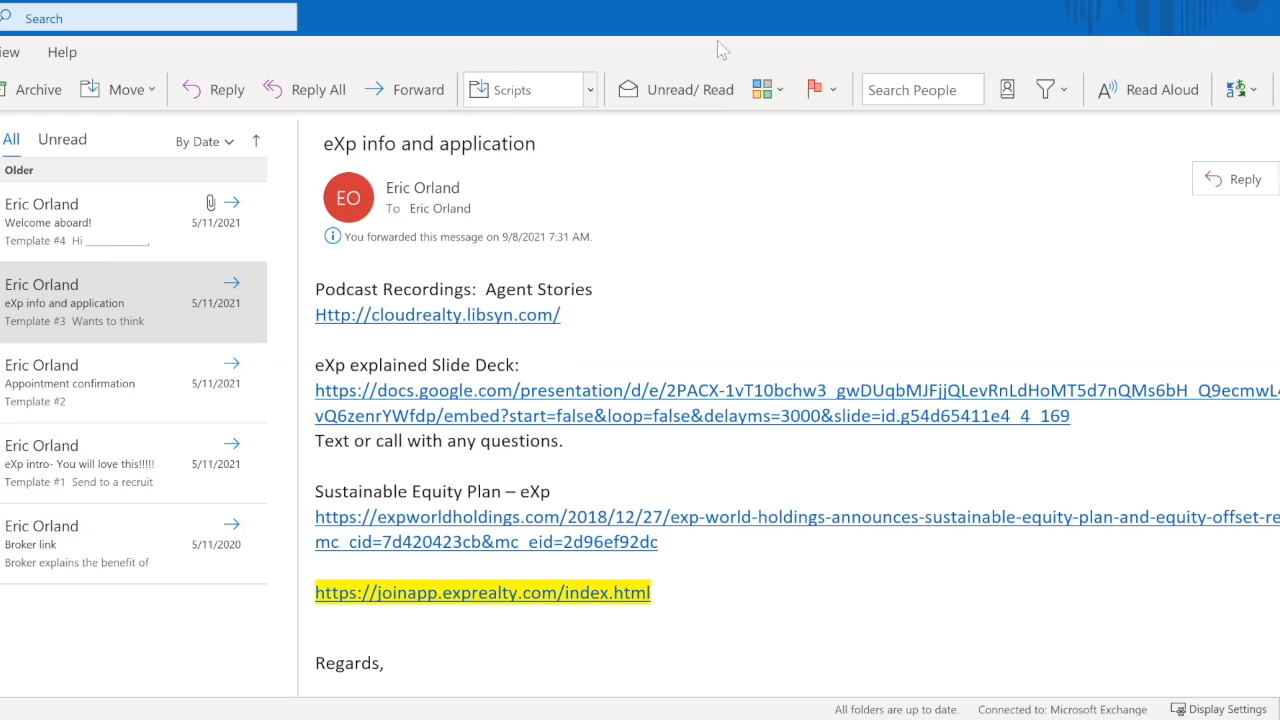 Search
Help
Archive
Move
Reply
Reply All
Forward
Scripts
Unread/ Read
Search People
Read Aloud
All
Unread
By Date
Older
Eric Orland
Welcome aboard!
5/11/2021
Template #4 Hi ___________,
Eric Orland
eXp info and application
5/11/2021
Template #3 Wants to think
Eric Orland
Appointment confirmation
5/11/2021
Template #2
Eric Orland
eXp intro- You will love this!!!!!
5/11/2021
Template #1 Send to a recruit
Eric Orland
Broker link
5/11/2020
Broker explains the benefit of
eXp info and application
EO
Eric Orland
To Eric Orland
Reply
You forwarded this message on 9/8/2021 7:31 AM.
Podcast Recordings: Agent Stories
Http://cloudrealty.libsyn.com/
eXp explained Slide Deck:
https://docs.google.com/presentation/d/e/2PACX-1vT10bchw3_gwDUqbMJFjjQLevRnLdHoMT5d7nQMs6bH_Q9ecmwL4
vQ6zenrYWfdp/embed?start=false&loop=false&delayms=3000&slide=id.g54d65411e4_4_169
Text or call with any questions.
Sustainable Equity Plan – eXp
https://expworldholdings.com/2018/12/27/exp-world-holdings-announces-sustainable-equity-plan-and-equity-offset-re
mc_cid=7d420423cb&mc_eid=2d96ef92dc
https://joinapp.exprealty.com/index.html
Regards,
All folders are up to date.
Connected to: Microsoft Exchange
Display Settings